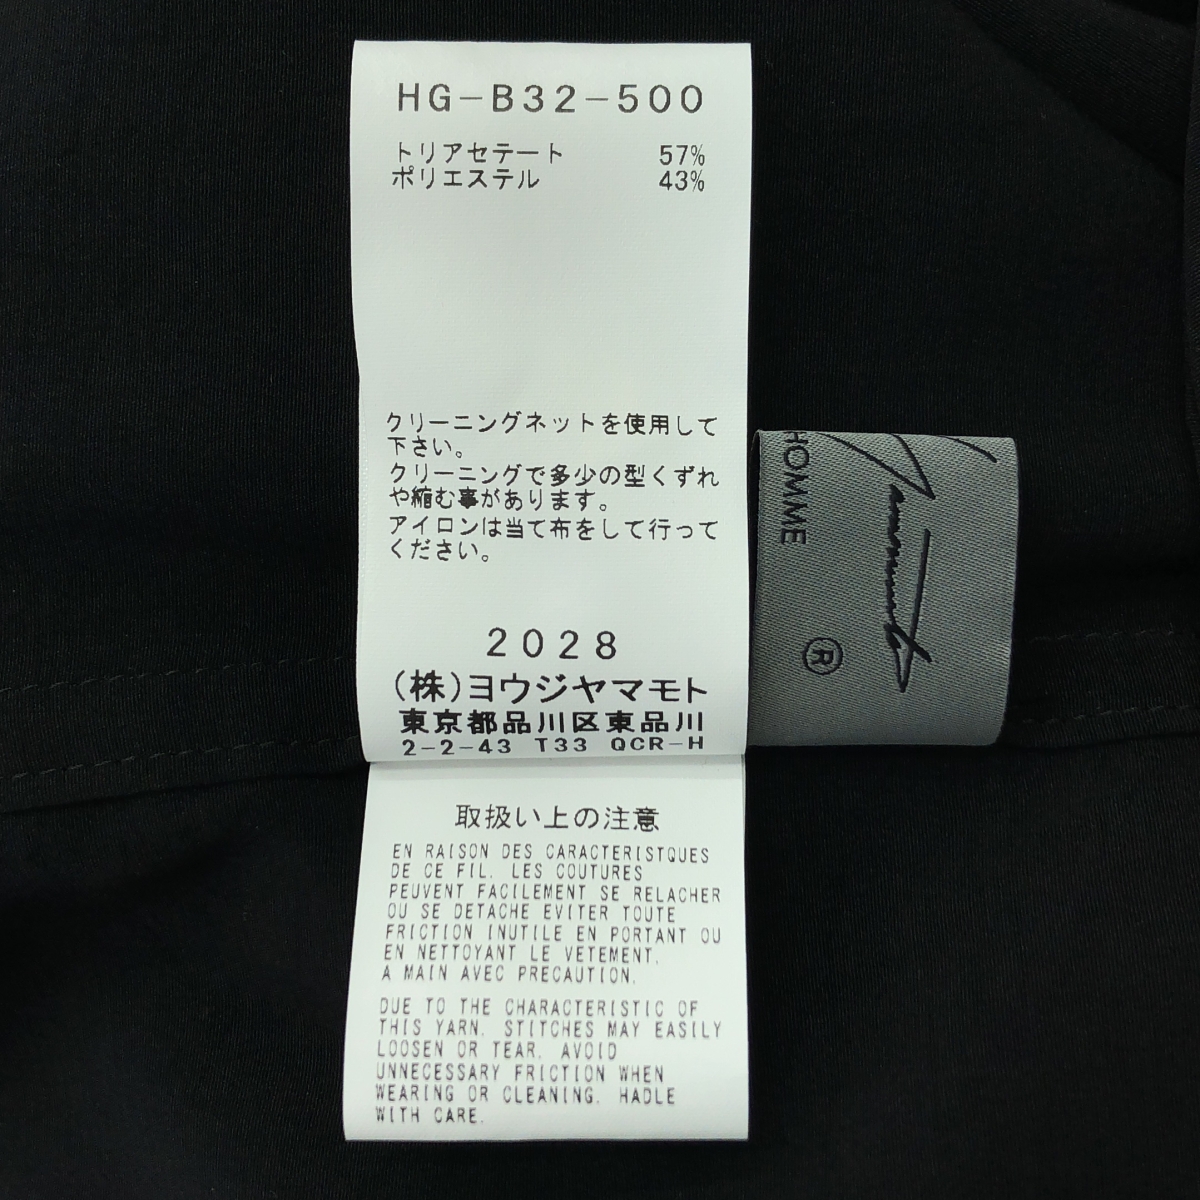 HG-B32-500
トリアセテート 57%
ポリエステル 43%
クリーニングネットを使用して
下さい。
クリーニングで多少の型くずれ
や縮む事があります。
アイロンは当て布をして行って
ください。
2028
(株)ヨウジヤマモト
東京都品川区東品川
2-2-43 T33 QCR-H
HOMME
Yamamoto
®
取扱い上の注意
EN RAISON DES CARACTERISTQUES
DE CE FIL. LES COUTURES
PEUVENT FACILEMENT SE RELACHER
OU SE DETACHE EVITER TOUTE
FRICTION INUTILE EN PORTANT OU
EN NETTOYANT LE VETEMENT.
A MAIN AVEC PRECAUTION.
DUE TO THE CHARACTERISTIC OF
THIS YARN. STITCHES MAY EASILY
LOOSEN OR TEAR. AVOID
UNNECESSARY FRICTION WHEN
WEARING OR CLEANING. HADLE
WITH CARE.